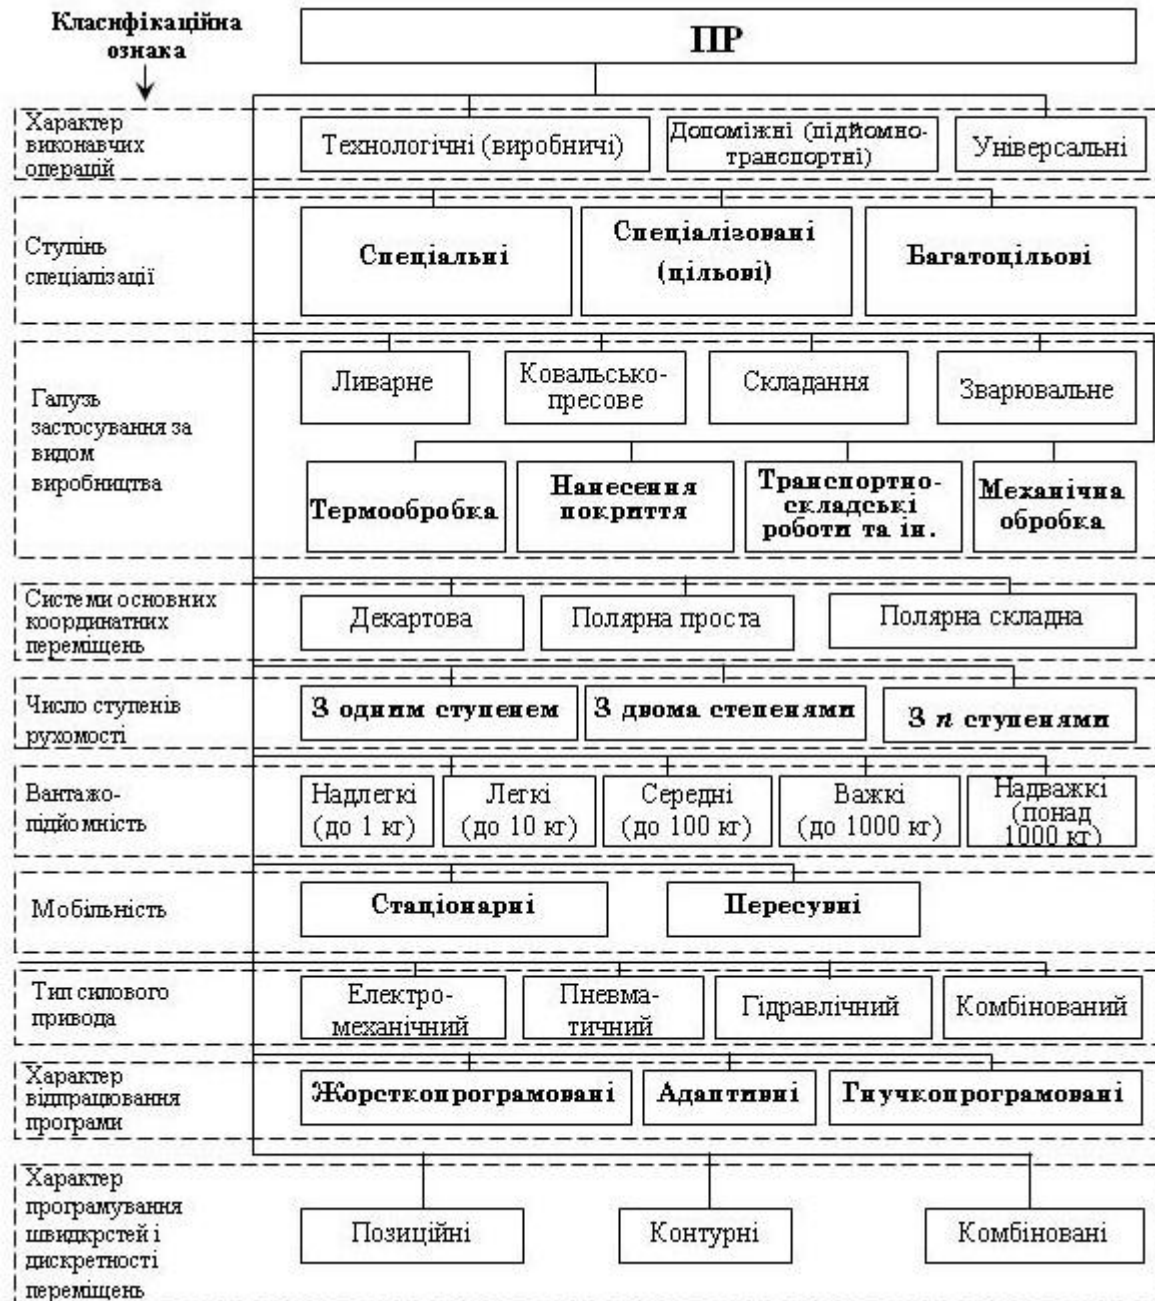 Класифікаційна
ознака
ПР
Характер
виконавчих
операцій
Технологічні (виробничі)
Допоміжні (підйомно-
транспортні)
Універсальні
Ступінь
спеціалізації
Спеціальні
Спеціалізовані
(цільові)
Багатоцільові
Галузь
застосування за
видом
виробництва
Ливарне
Ковальсько-
пресове
Складання
Зварювальне
Термообробка
Нанесення
покриття
Транспортно-
складські
роботи та ін.
Механічна
обробка
Системи основних
координатних
переміщень
Декартова
Полярна проста
Полярна складна
Число ступенів
рухомості
З одним ступенем
З двома степенями
З n ступенями
Вантажо-
підйомність
Надлегкі
(до 1 кг)
Легкі
(до 10 кг)
Середні
(до 100 кг)
Важкі
(до 1000 кг)
Надважкі
(понад
1000 кг)
Мобільність
Стаціонарні
Пересувні
Тип силового
привода
Електро-
механічний
Пневма-
тичний
Гідравлічний
Комбінований
Характер
відпрацювання
програми
Жорсткопрограмовані
Адаптивні
Гнучкопрограмовані
Характер
програмування
швидкрстей і
дискретності
переміщень
Позиційні
Контурні
Комбіновані